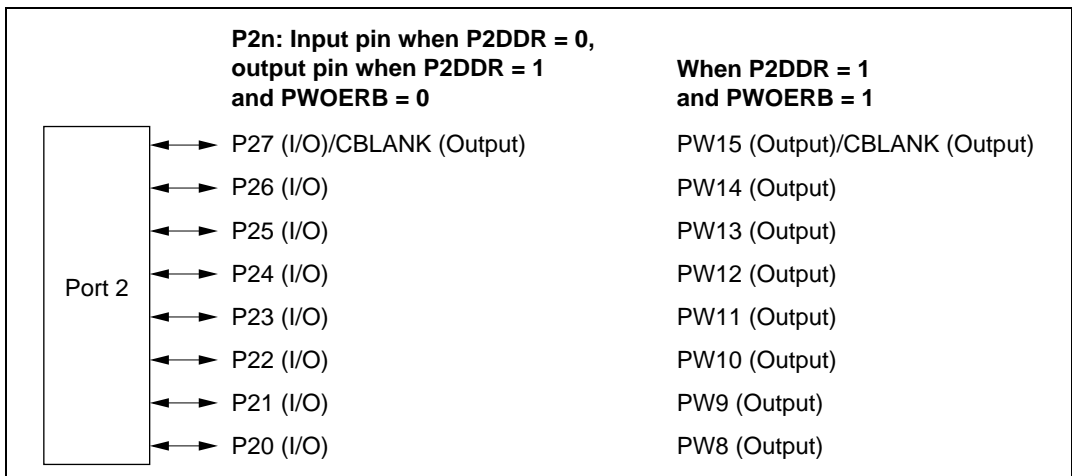 P2n: Input pin when P2DDR = 0,
output pin when P2DDR = 1
and PWOERB = 0
When P2DDR = 1
and PWOERB = 1
Port 2
P27 (I/O)/CBLANK (Output) PW15 (Output)/CBLANK (Output)
P26 (I/O) PW14 (Output)
P25 (I/O) PW13 (Output)
P24 (I/O) PW12 (Output)
P23 (I/O) PW11 (Output)
P22 (I/O) PW10 (Output)
P21 (I/O) PW9 (Output)
P20 (I/O) PW8 (Output)